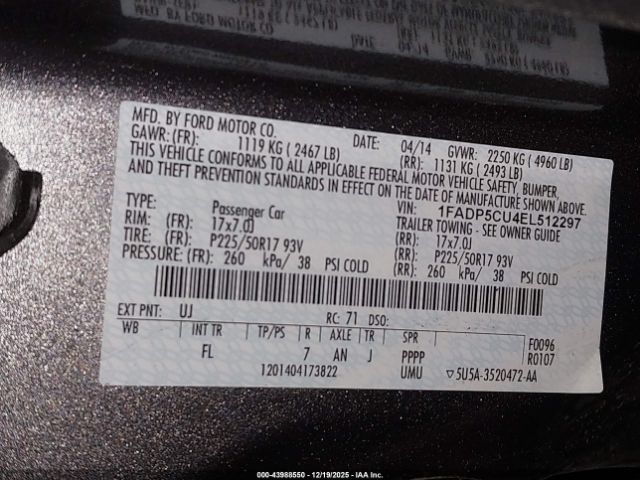 MFD. BY FORD MOTOR CO.
DATE: 04/14 GVWR: 2250 KG ( 4960 LB)
GAWR: (FR): 1119 KG ( 2467 LB) (RR): 1131 KG ( 2493 LB)
THIS VEHICLE CONFORMS TO ALL APPLICABLE FEDERAL MOTOR VEHICLE SAFETY, BUMPER,
AND THEFT PREVENTION STANDARDS IN EFFECT ON THE DATE OF MANUFACTURE SHOWN ABOVE.
VIN: 1FADP5CU4EL512297
TYPE: Passenger Car TRAILER TOWING - SEE OWNER GUIDE
RIM: (FR): 17x7.0J (RR): 17x7.0J
TIRE: (FR): P225/50R17 93V (RR): P225/50R17 93V
PRESSURE: (FR): 260 kPa/ 38 PSI COLD (RR): 260 kPa/ 38 PSI COLD
EXT PNT: UJ RC: 71 DSO:
WB INT TR TP/PS R AXLE TR SPR F0096
FL 7 AN J PPPP R0107
1201404173822 UMU ▽5U5A-3520472-AA
000-43988550 - 12/19/2025 - IAA Inc.